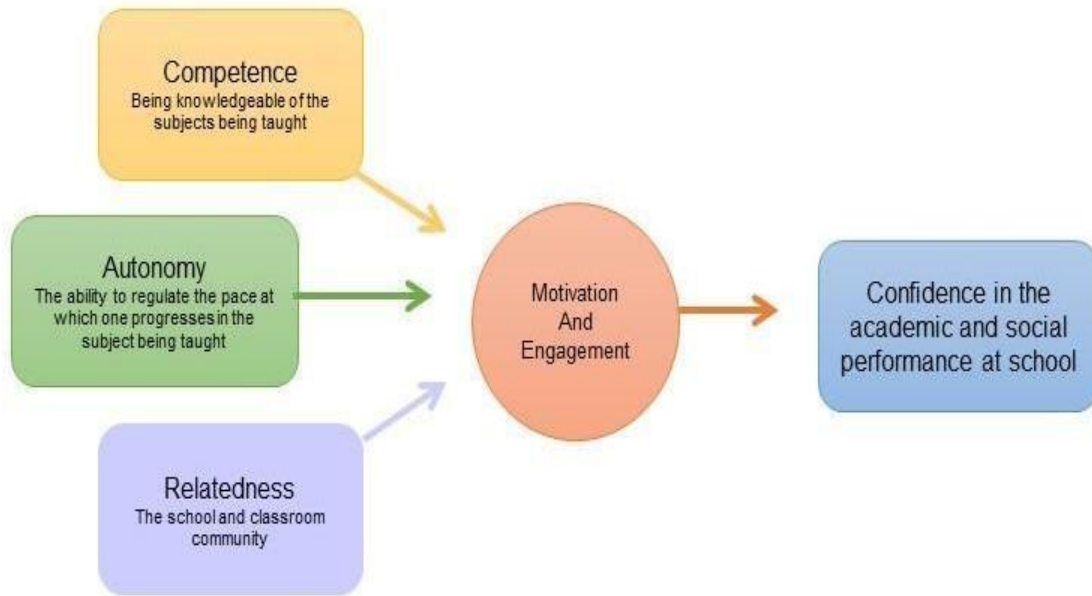 Competence
Being knowledgeable of the
subjects being taught
Autonomy
The ability to regulate the pace at
which one progresses in the
subject being taught
Relatedness
The school and classroom
community
Motivation
And
Engagement
Confidence in the
academic and social
performance at school